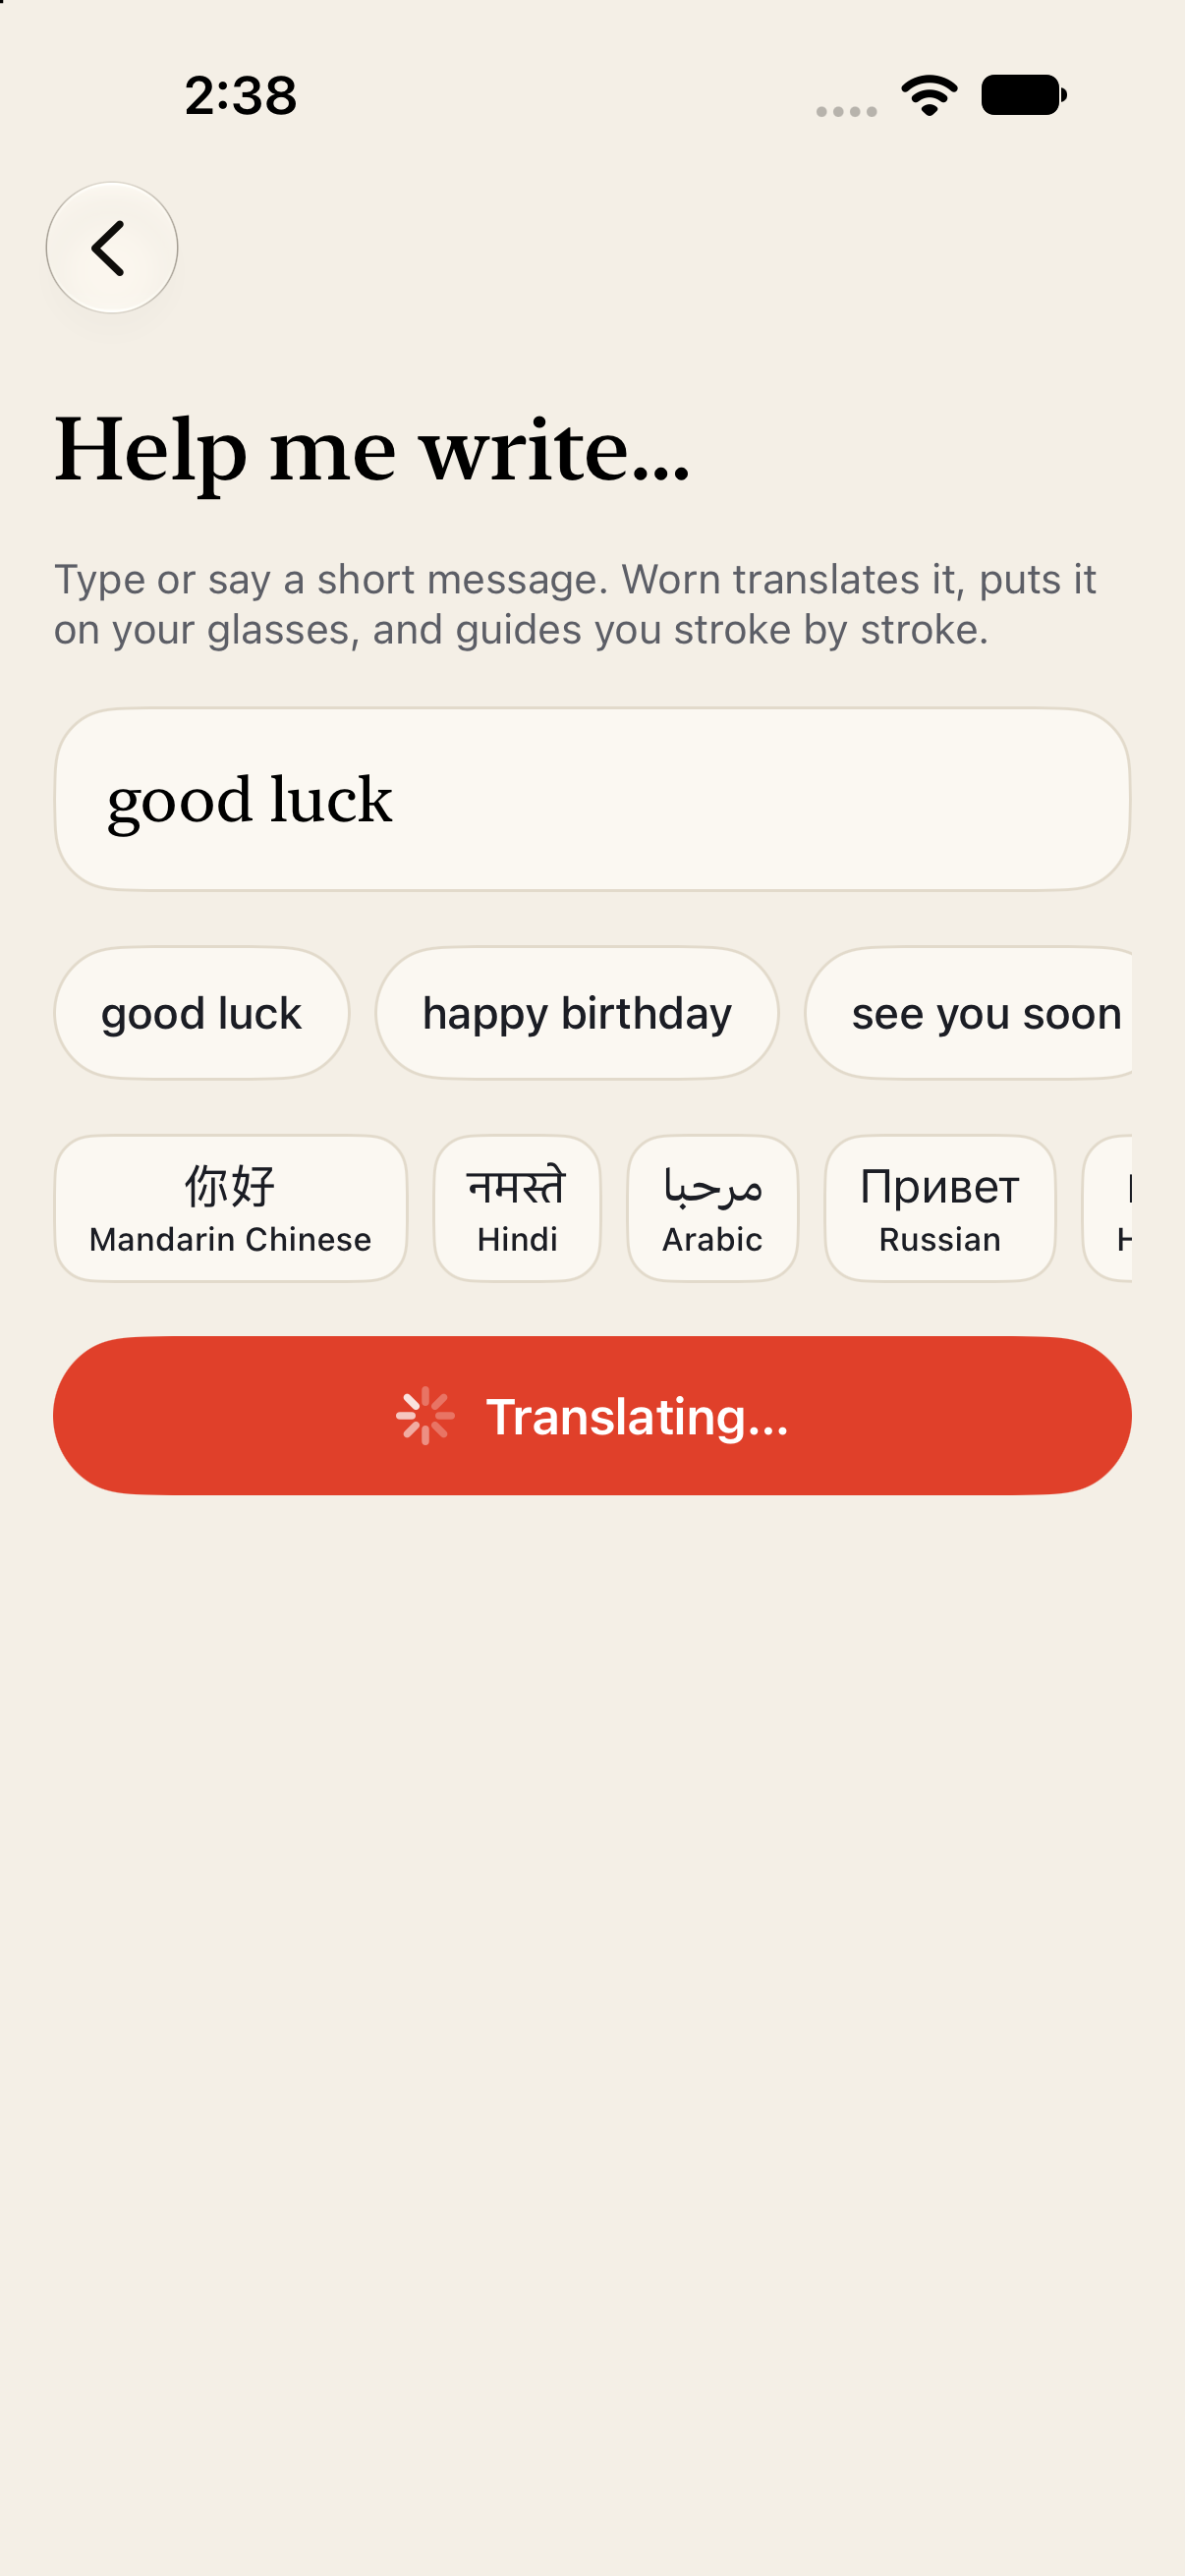 2:38
Help me write...
Type or say a short message. Worn translates it, puts it
on your glasses, and guides you stroke by stroke.
good luck
good luck happy birthday see you soon
你好 नमस्ते مرحبا Привет
Mandarin Chinese Hindi Arabic Russian
Translating...